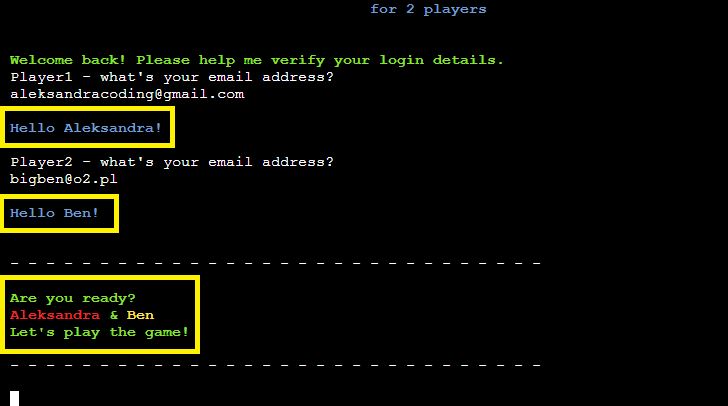 for 2 players
Welcome back! Please help me verify your login details.
Player1 - what's your email address?
aleksandracoding@gmail.com
Hello Aleksandra!
Player2 - what's your email address?
bigben@o2.pl
Hello Ben!
- - - - - - - - - - - - - - - - - - - - - - - - - - - - - -
Are you ready?
Aleksandra & Ben
Let's play the game!
- - - - - - - - - - - - - - - - - - - - - - - - - - - - - -